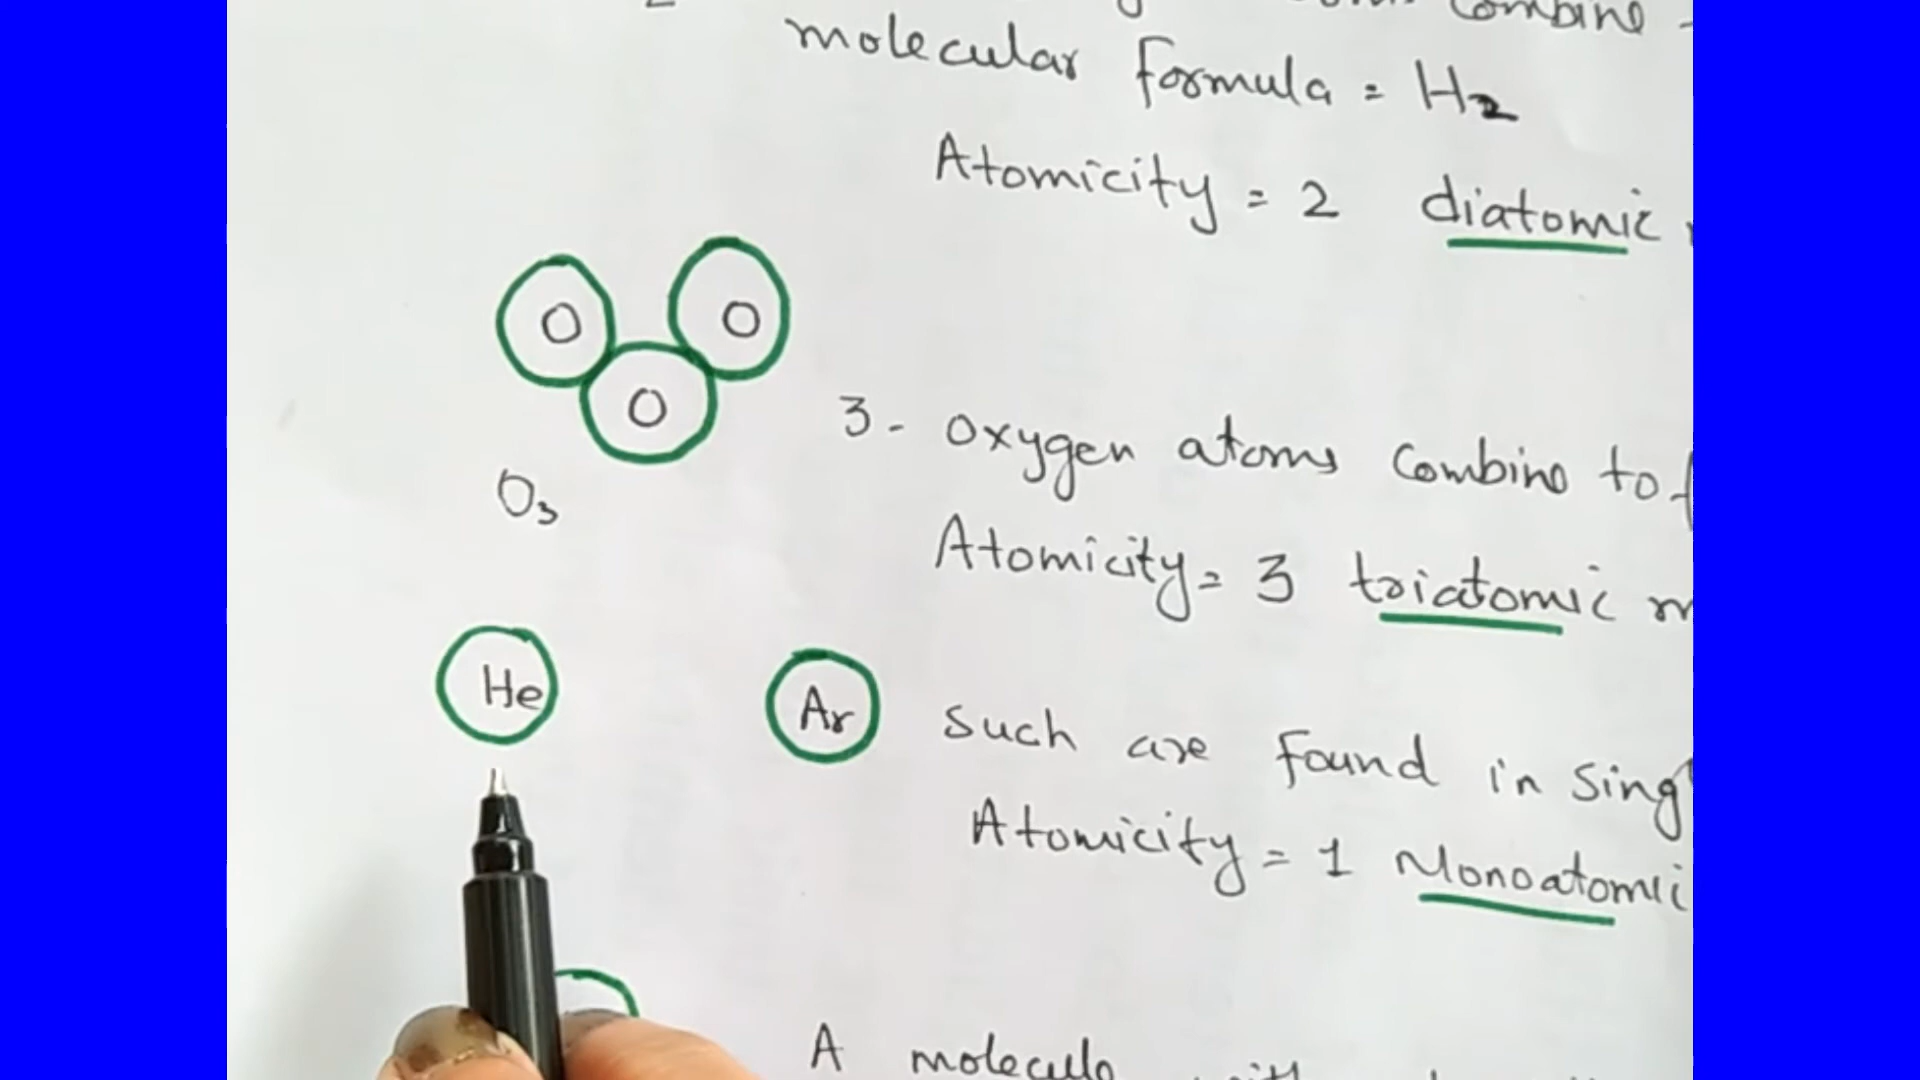 combine
molecular formula = H2
Atomicity = 2 diatomic
O O
O
3 - oxygen atoms combine to
O3
Atomicity = 3 triatomic
He Ar such are found in sing
Atomicity = 1 Monoatomic
A molecule